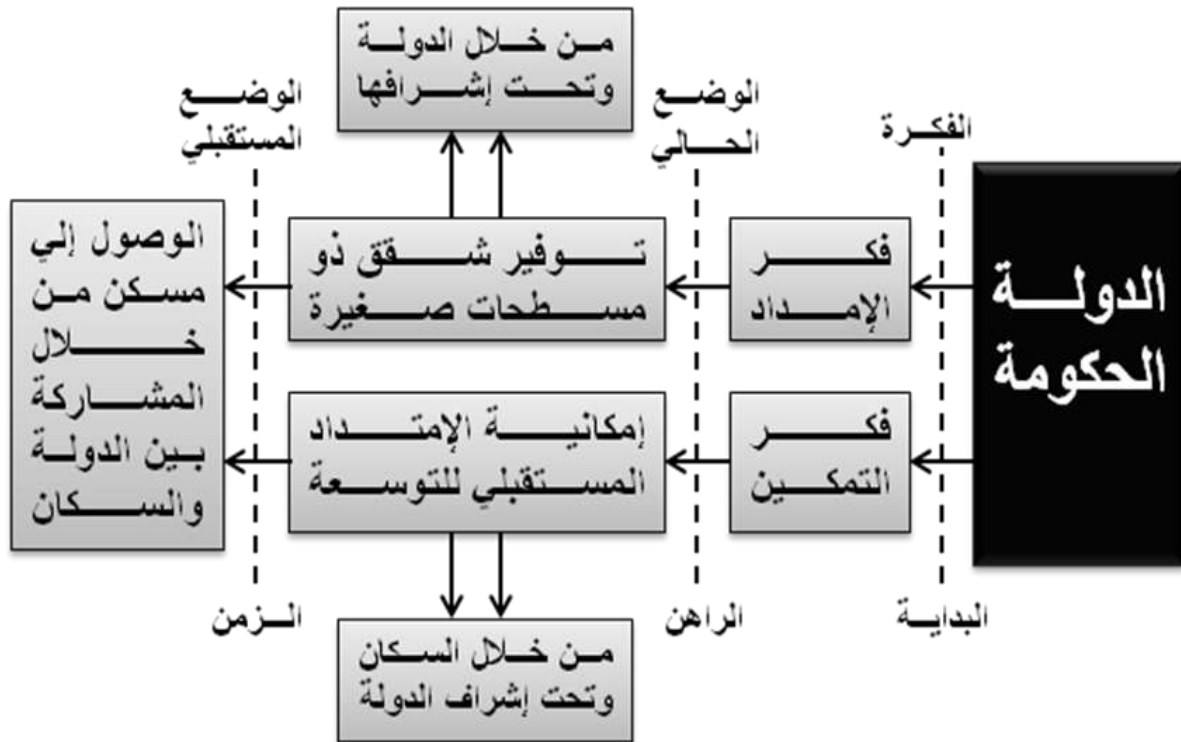 الدولة
الحكومة
الفكرة
البداية
فكر
الإمداد
فكر
التمكين
الوضع
الحالي
الراهن
من خلال الدولة
وتحت إشرافها
توفير شقق ذو
مسطحات صغيرة
إمكانية الإمتداد
المستقبلي للتوسعة
من خلال السكان
وتحت إشراف الدولة
الوضع
المستقبلي
الزمن
الوصول إلي
مسكن من
خلال
المشاركة
بين الدولة
والسكان